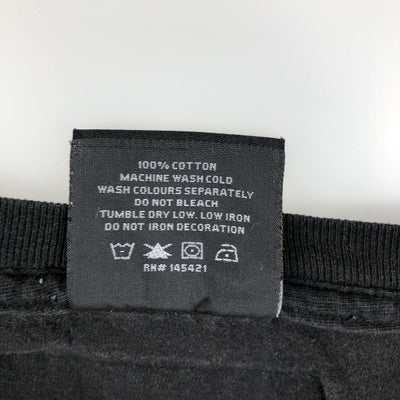 100% COTTON
MACHINE WASH COLD
WASH COLOURS SEPARATELY
DO NOT BLEACH
TUMBLE DRY LOW. LOW IRON
DO NOT IRON DECORATION
RN# 145421